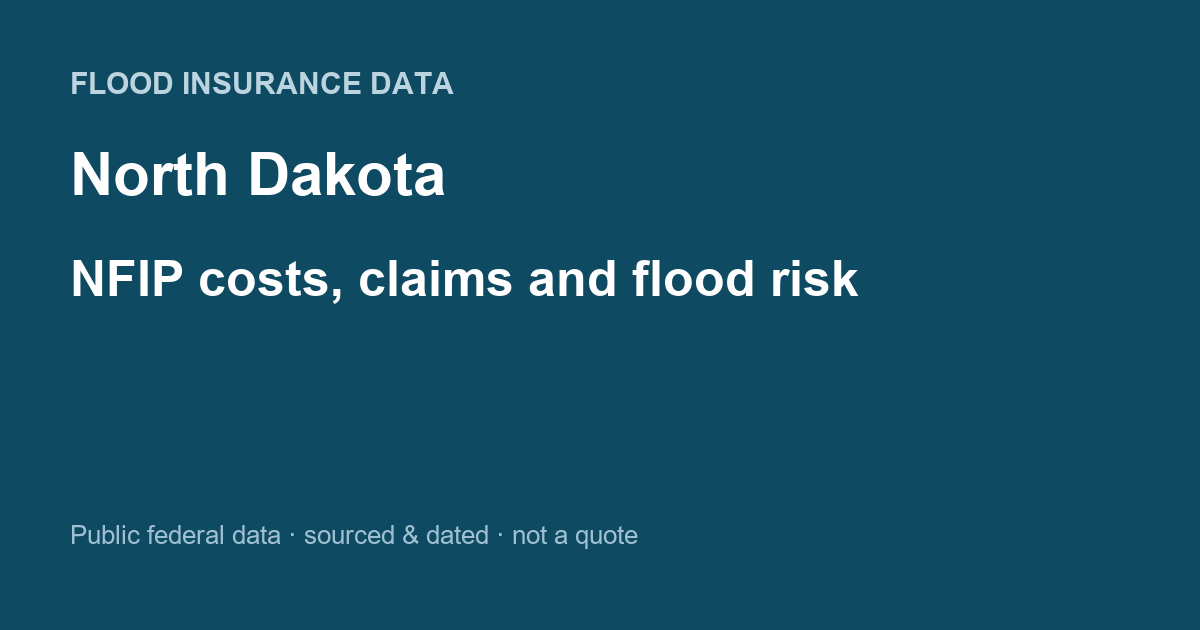 FLOOD INSURANCE DATA
North Dakota
NFIP costs, claims and flood risk
Public federal data · sourced & dated · not a quote